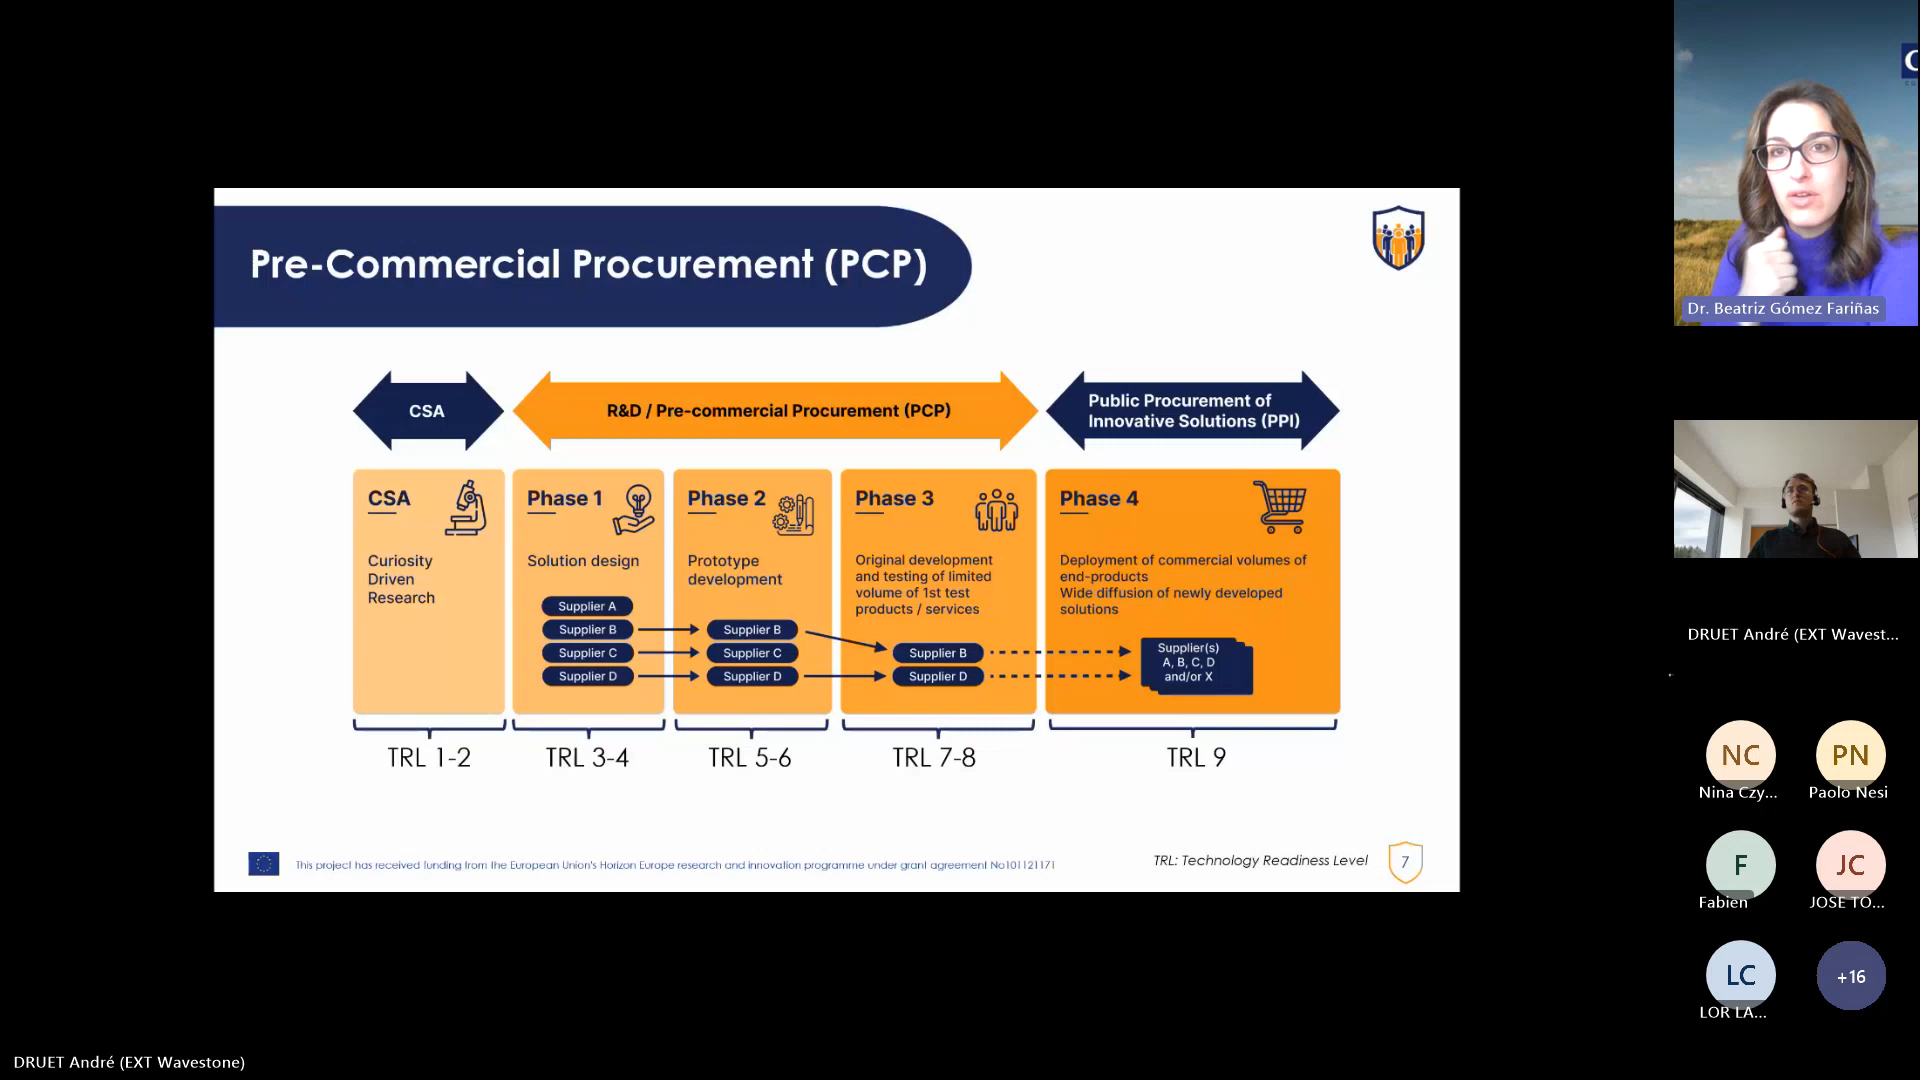 Pre-Commercial Procurement (PCP)
CSA
R&D / Pre-commercial Procurement (PCP)
Public Procurement of
Innovative Solutions (PPI)
CSA
Curiosity
Driven
Research
Phase 1
Solution design
Supplier A
Supplier B
Supplier C
Supplier D
Phase 2
Prototype
development
Supplier B
Supplier C
Supplier D
Phase 3
Original development
and testing of limited
volume of 1st test
products / services
Supplier B
Supplier D
Phase 4
Deployment of commercial volumes of
end-products
Wide diffusion of newly developed
solutions
Supplier(s)
A, B, C, D
and/or X
TRL 1-2
TRL 3-4
TRL 5-6
TRL 7-8
TRL 9
This project has received funding from the European Union's Horizon Europe research and innovation programme under grant agreement No101121171
TRL: Technology Readiness Level
7
Dr. Beatriz Gómez Fariñas
DRUET André (EXT Wavest...
NC
Nina Czy...
PN
Paolo Nesi
F
Fabien
JC
JOSE TO...
LC
LOR LA...
+16
DRUET André (EXT Wavestone)